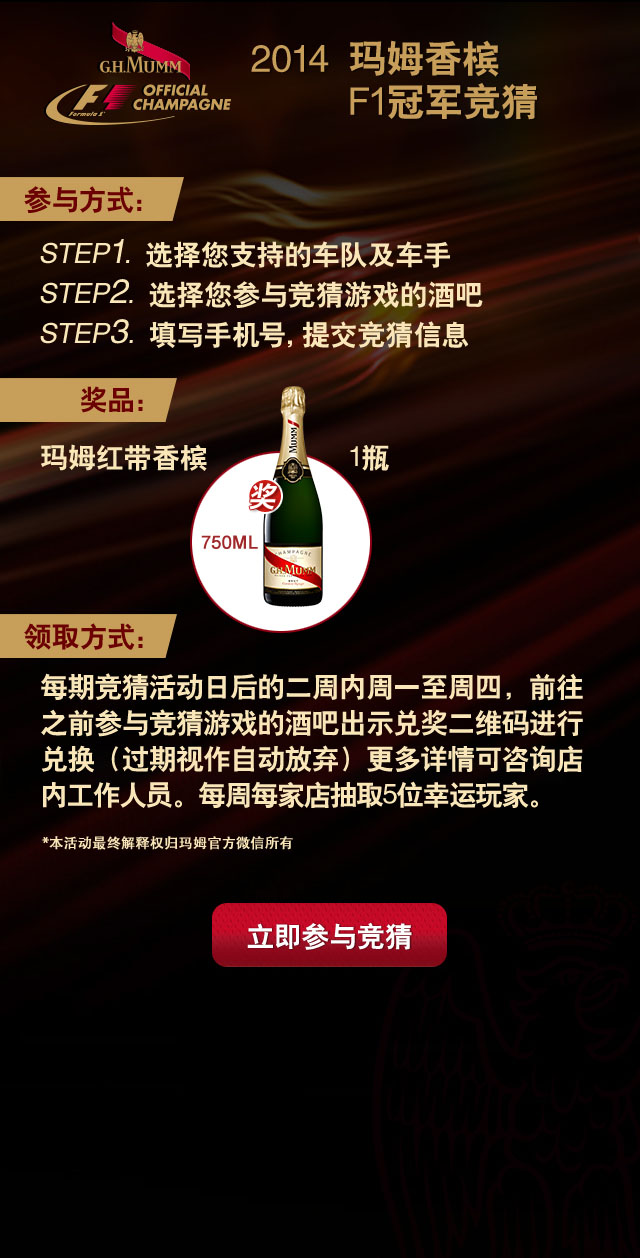 G.H.MUMM
F1 OFFICIAL
CHAMPAGNE
Formula 1
2014 玛姆香槟
F1冠军竞猜
参与方式：
STEP1. 选择您支持的车队及车手
STEP2. 选择您参与竞猜游戏的酒吧
STEP3. 填写手机号, 提交竞猜信息
奖品：
玛姆红带香槟
1瓶
MUMM
奖
750ML
CHAMPAGNE
G.H.MUMM
BRUT
领取方式：
每期竞猜活动日后的二周内周一至周四，前往
之前参与竞猜游戏的酒吧出示兑奖二维码进行
兑换（过期视作自动放弃）更多详情可咨询店
内工作人员。每周每家店抽取5位幸运玩家。
*本活动最终解释权归玛姆官方微信所有
立即参与竞猜